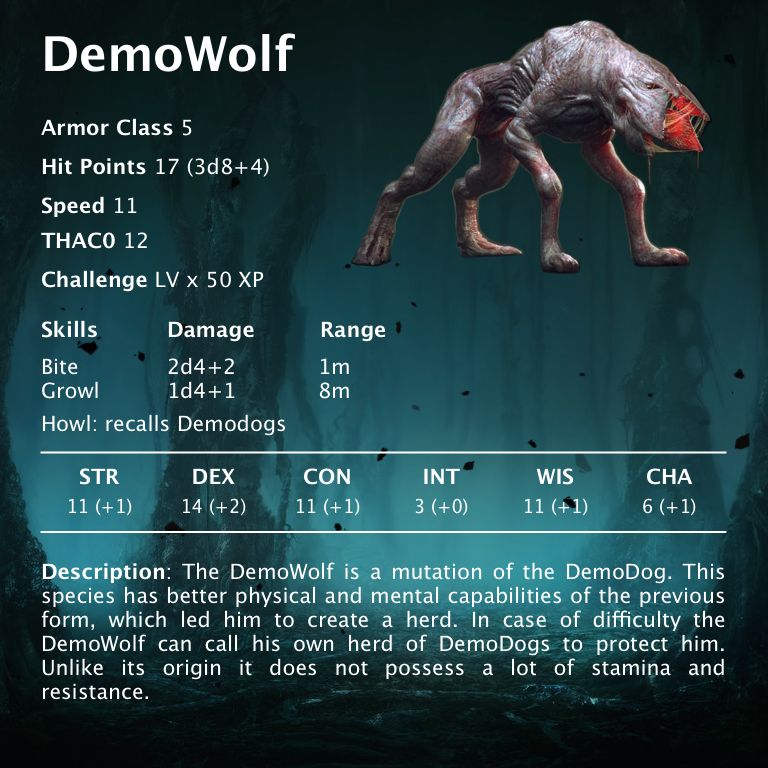 DemoWolf
Armor Class 5
Hit Points 17 (3d8+4)
Speed 11
THAC0 12
Challenge LV x 50 XP
Skills Damage Range
Bite 2d4+2 1m
Growl 1d4+1 8m
Howl: recalls Demodogs
STR DEX CON INT WIS CHA
11 (+1) 14 (+2) 11 (+1) 3 (+0) 11 (+1) 6 (+1)
Description: The DemoWolf is a mutation of the DemoDog. This
species has better physical and mental capabilities of the previous
form, which led him to create a herd. In case of difficulty the
DemoWolf can call his own herd of DemoDogs to protect him.
Unlike its origin it does not possess a lot of stamina and
resistance.